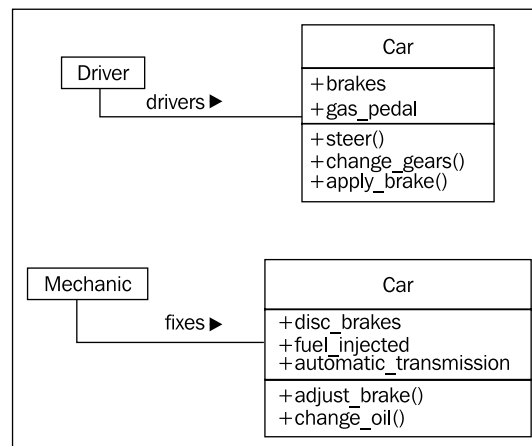 Car
Driver
+brakes
drivers ▶
+gas_pedal
+steer()
+change_gears()
+apply_brake()
Mechanic
Car
fixes ▶
+disc_brakes
+fuel_injected
+automatic_transmission
+adjust_brake()
+change_oil()